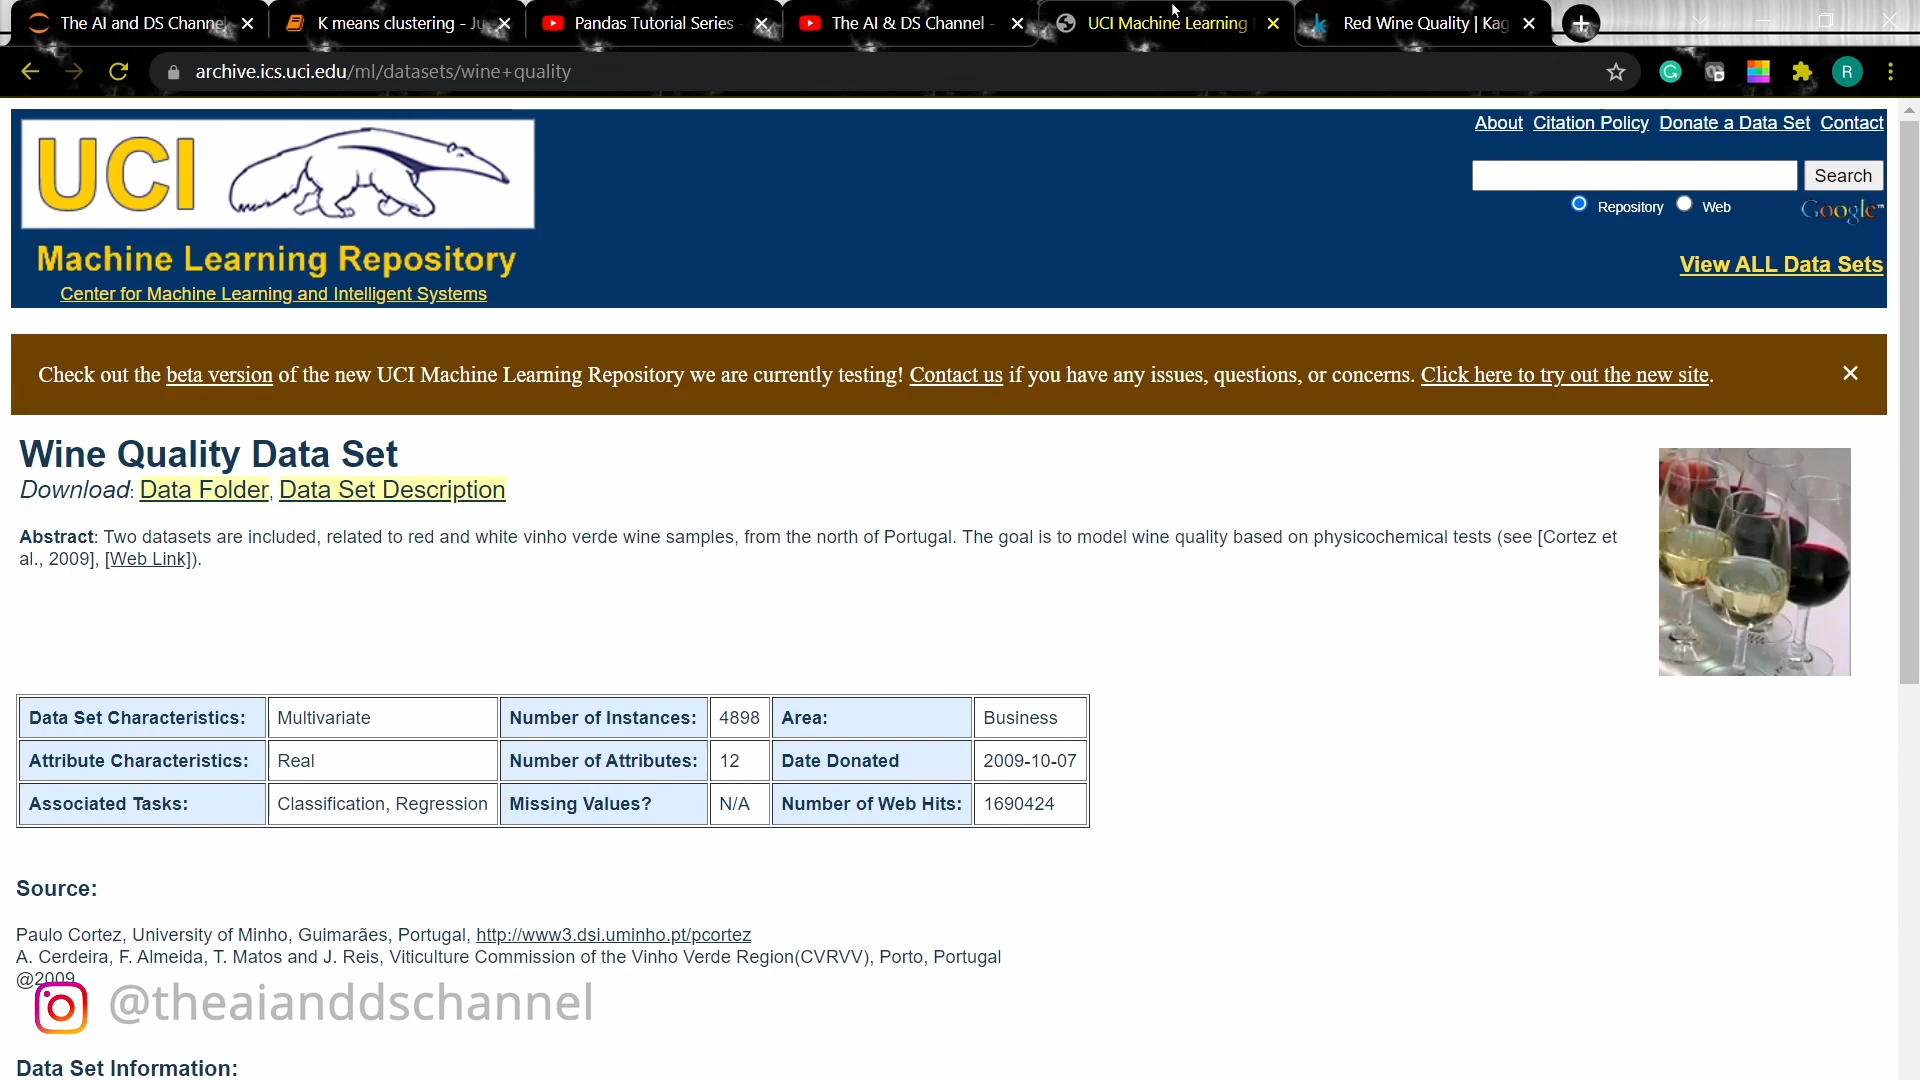 The AI and DS Channe
K means clustering - Ju
Pandas Tutorial Series -
The AI & DS Channel -
UCI Machine Learning
Red Wine Quality | Kag
archive.ics.uci.edu/ml/datasets/wine+quality
R
About Citation Policy Donate a Data Set Contact
Search
Repository Web
Google™
View ALL Data Sets
UCI
Machine Learning Repository
Center for Machine Learning and Intelligent Systems
Check out the beta version of the new UCI Machine Learning Repository we are currently testing! Contact us if you have any issues, questions, or concerns. Click here to try out the new site.
Wine Quality Data Set
Download: Data Folder, Data Set Description
Abstract: Two datasets are included, related to red and white vinho verde wine samples, from the north of Portugal. The goal is to model wine quality based on physicochemical tests (see [Cortez et
al., 2009], [Web Link]).
Data Set Characteristics: Multivariate Number of Instances: 4898 Area: Business
Attribute Characteristics: Real Number of Attributes: 12 Date Donated 2009-10-07
Associated Tasks: Classification, Regression Missing Values? N/A Number of Web Hits: 1690424
Source:
Paulo Cortez, University of Minho, Guimarães, Portugal, http://www3.dsi.uminho.pt/pcortez
A. Cerdeira, F. Almeida, T. Matos and J. Reis, Viticulture Commission of the Vinho Verde Region(CVRVV), Porto, Portugal
@2009
@theaianddschannel
Data Set Information: